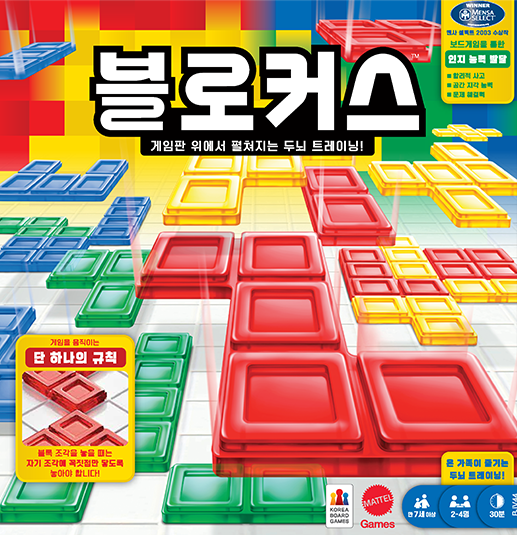 WINNER
MENSA
SELECT
멘사 셀렉트 2003 수상작
보드게임을 통한
인지 능력 발달
■ 합리적 사고
■ 공간 지각 능력
■ 문제 해결력
블로커스
TM
게임판 위에서 펼쳐지는 두뇌 트레이닝!
게임을 움직이는
단 하나의 규칙
블록 조각을 놓을 때는
자기 조각에 꼭짓점만 닿도록
놓아야 합니다!
온 가족이 즐기는
두뇌 트레이닝!
KOREA
BOARD
GAMES
MATTEL
Games
만 7세 이상
2-4명
30분
BJV44